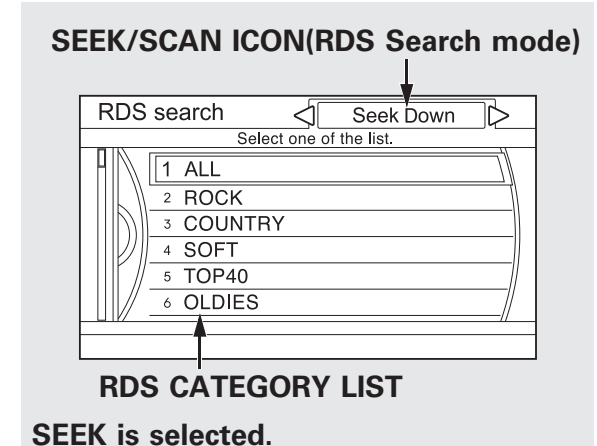 SEEK/SCAN ICON(RDS Search mode)
RDS search
Seek Down
Select one of the list.
1 ALL
2 ROCK
3 COUNTRY
4 SOFT
5 TOP40
6 OLDIES
RDS CATEGORY LIST
SEEK is selected.